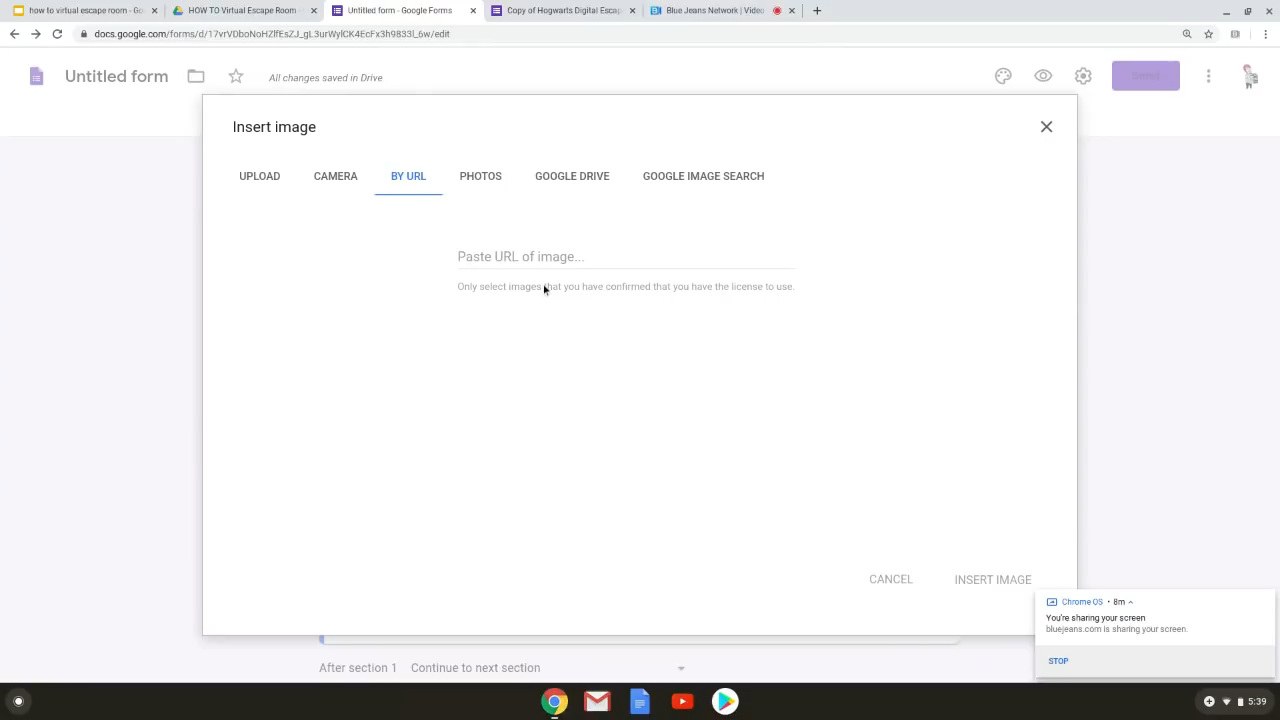 how to virtual escape room - Go
HOW TO Virtual Escape Room
Untitled form - Google Forms
Copy of Hogwarts Digital Escap
Blue Jeans Network | Video
docs.google.com/forms/d/17vrVDboNoHZlfEsZJ_gL3urWylCK4EcFx3h9833l_6w/edit
Untitled form
All changes saved in Drive
Send
Insert image
UPLOAD
CAMERA
BY URL
PHOTOS
GOOGLE DRIVE
GOOGLE IMAGE SEARCH
Paste URL of image...
Only select images that you have confirmed that you have the license to use.
CANCEL
INSERT IMAGE
Chrome OS • 8m
You're sharing your screen
bluejeans.com is sharing your screen.
STOP
After section 1 Continue to next section
5:39